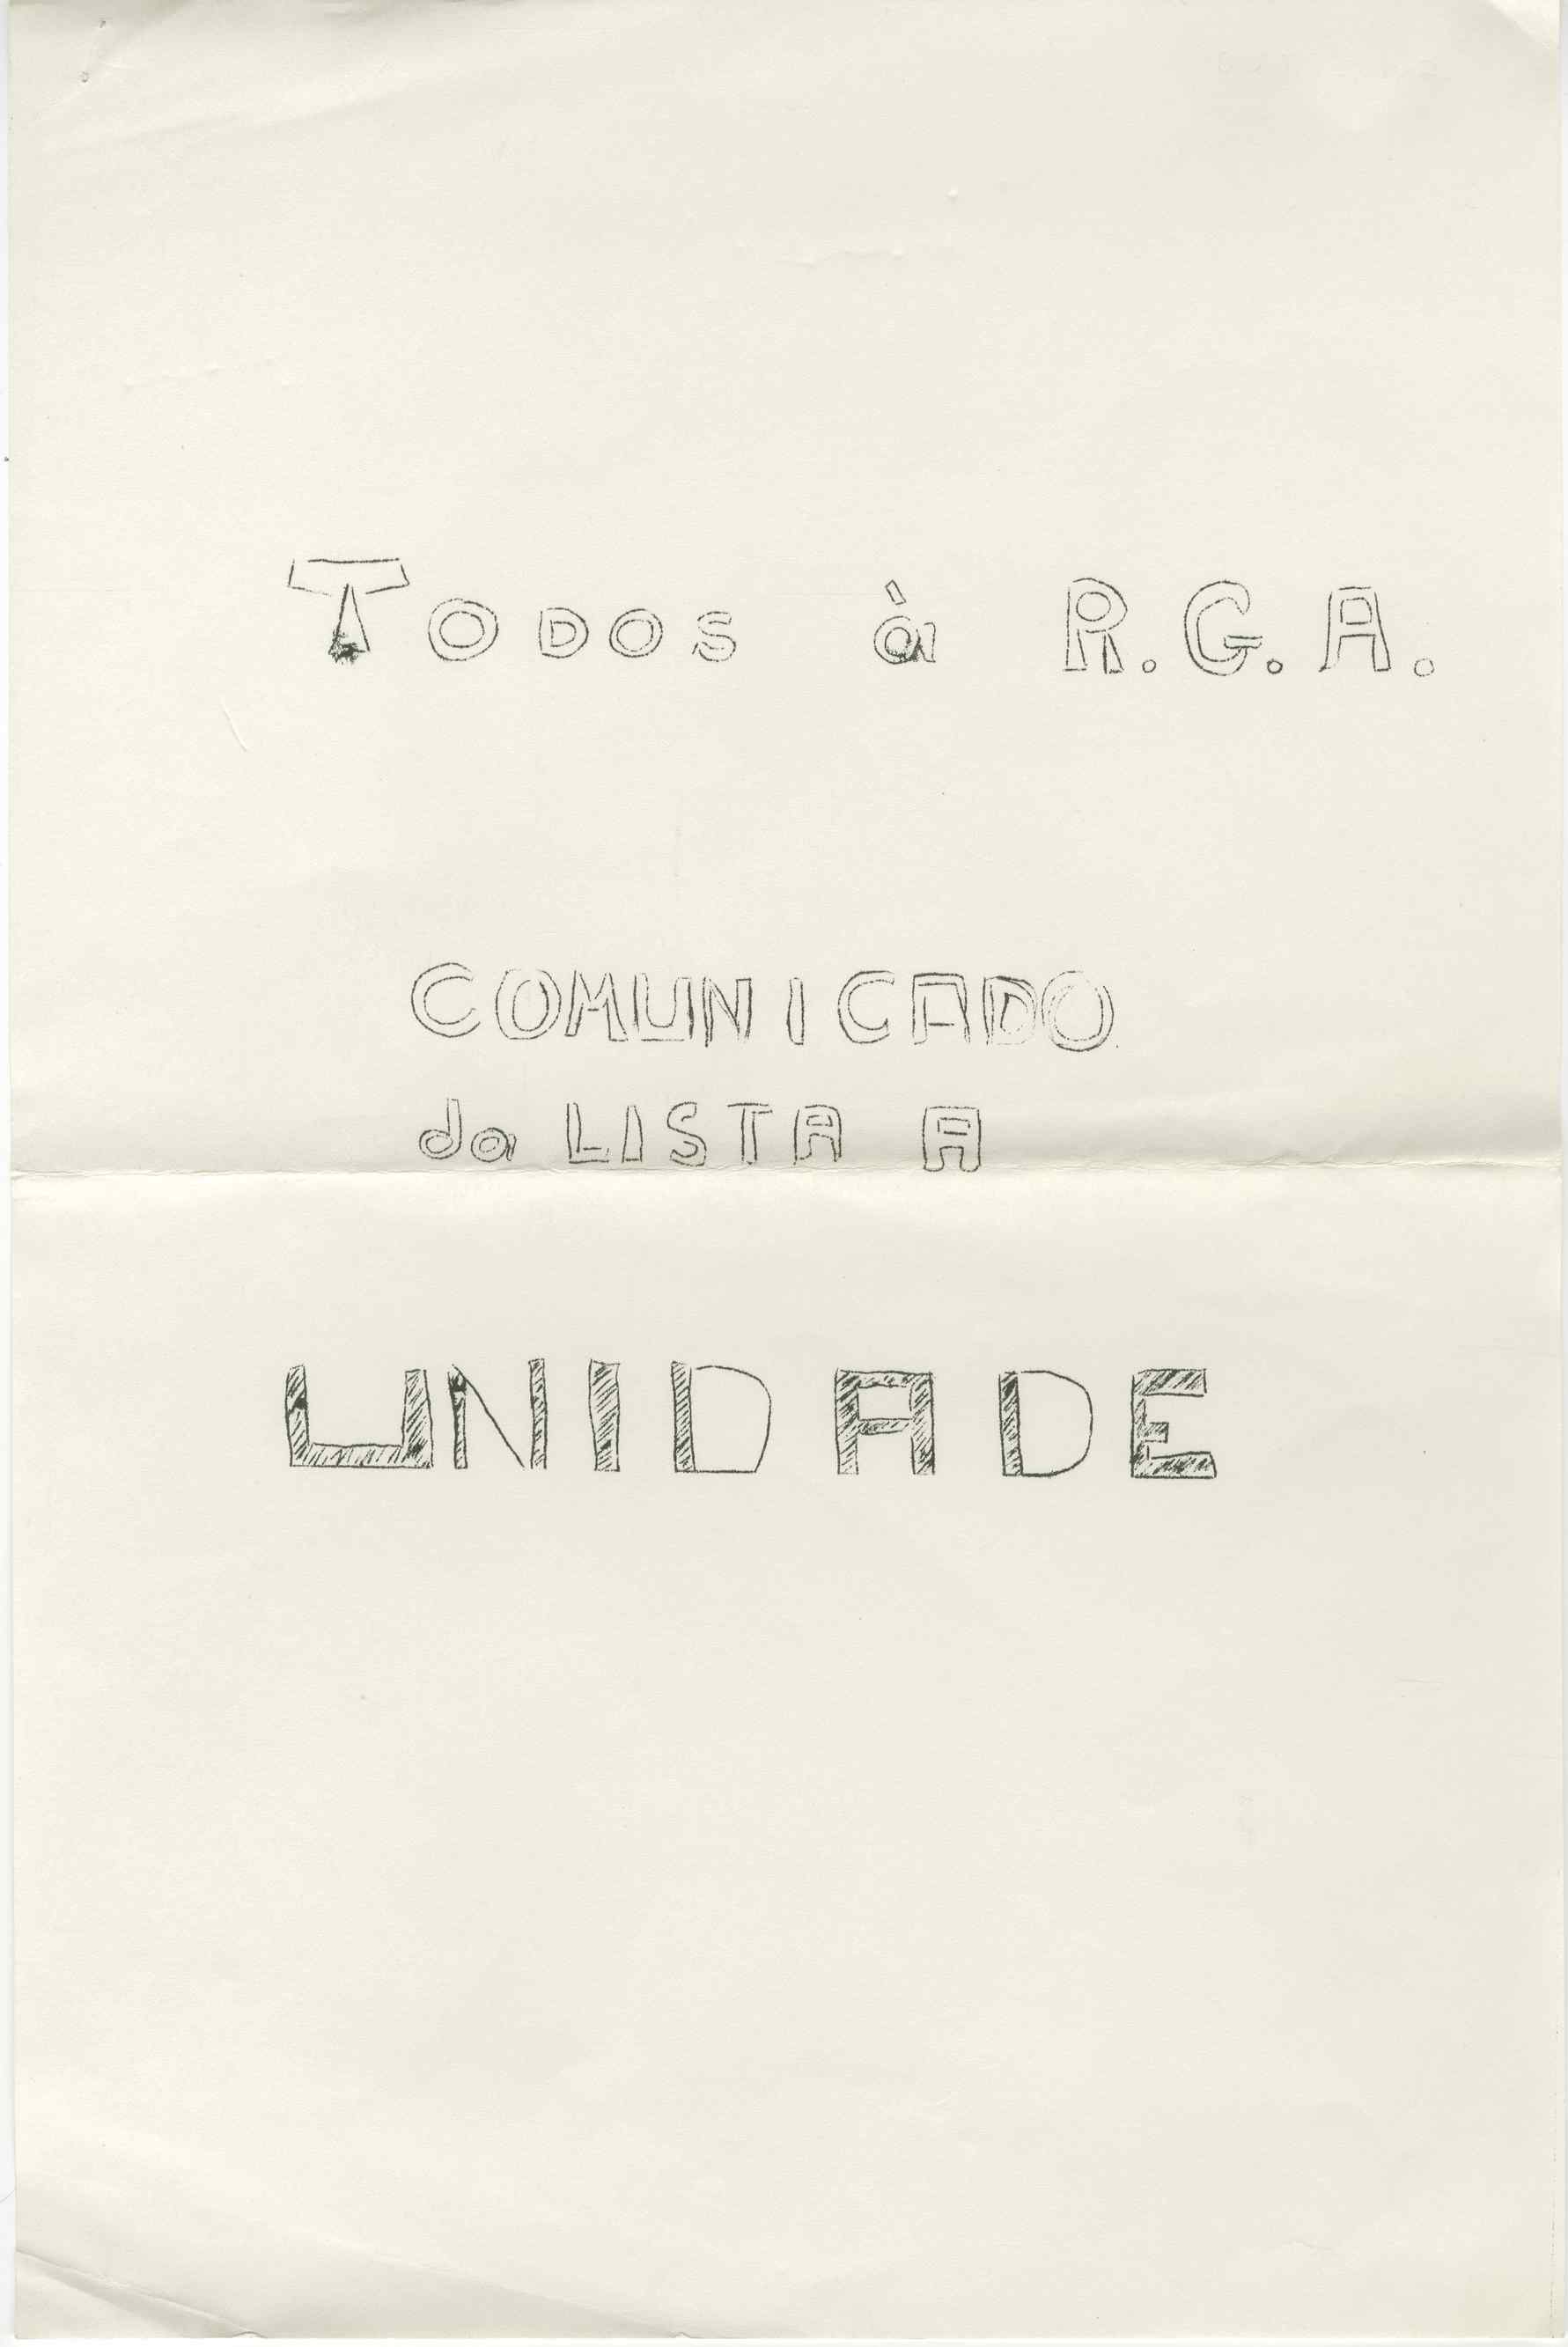 Todos à R.G.A.
COMUNICADO
da LISTA A
UNIDADE